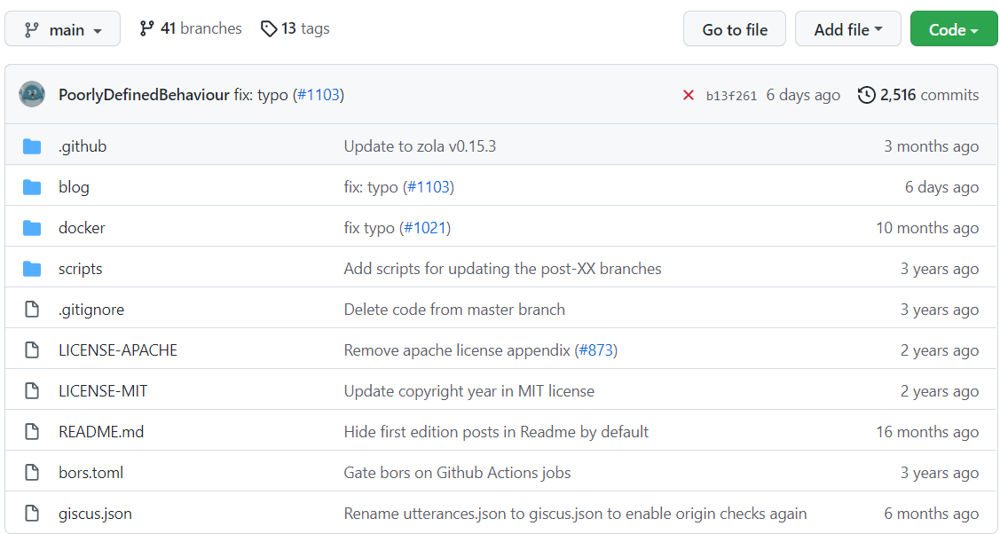 main 41 branches 13 tags Go to file Add file Code
PoorlyDefinedBehaviour fix: typo (#1103) b13f261 6 days ago 2,516 commits
.github Update to zola v0.15.3 3 months ago
blog fix: typo (#1103) 6 days ago
docker fix typo (#1021) 10 months ago
scripts Add scripts for updating the post-XX branches 3 years ago
.gitignore Delete code from master branch 3 years ago
LICENSE-APACHE Remove apache license appendix (#873) 2 years ago
LICENSE-MIT Update copyright year in MIT license 2 years ago
README.md Hide first edition posts in Readme by default 16 months ago
bors.toml Gate bors on Github Actions jobs 3 years ago
giscus.json Rename utterances.json to giscus.json to enable origin checks again 6 months ago